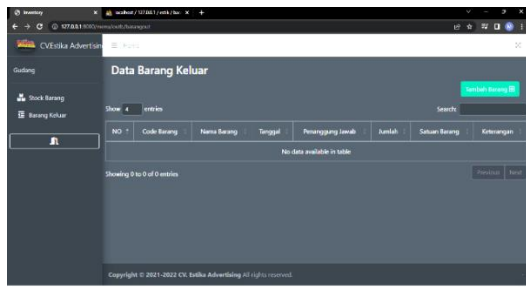 Inventory
localhost / 127.0.0.1 / estik / bar
127.0.0.1:8000/
CVEstika Advertisin
Gudang
Data Barang Keluar
Tambah Barang
Stock Barang
Barang Keluar
Show 4 entries
Search:
NO Code Barang Nama Barang Tanggal Penanggung Jawab Jumlah Satuan Barang Keterangan
No data available in table
Showing 0 to 0 of 0 entries
Previous Next
Copyright © 2021-2022 CV. Estika Advertising All rights reserved.